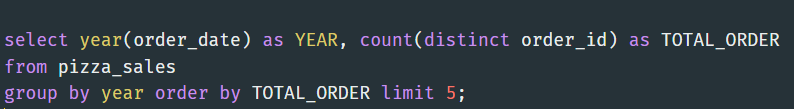 select year(order_date) as YEAR, count(distinct order_id) as TOTAL_ORDER
from pizza_sales
group by year order by TOTAL_ORDER limit 5;